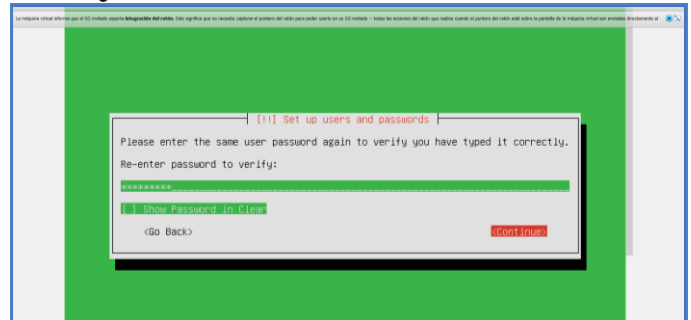 La máquina virtual informa que el SO invitado soporta integración del ratón. Esto significa que no necesita capturar el puntero del ratón para poder usarlo en su SO invitado -- todas las acciones del ratón que realice cuando el puntero del ratón esté sobre la pantalla de la máquina virtual son enviadas directamente al
[!!] Set up users and passwords
Please enter the same user password again to verify you have typed it correctly.
Re-enter password to verify:
*********
[ ] Show Password in Clear
<Go Back> <Continue>